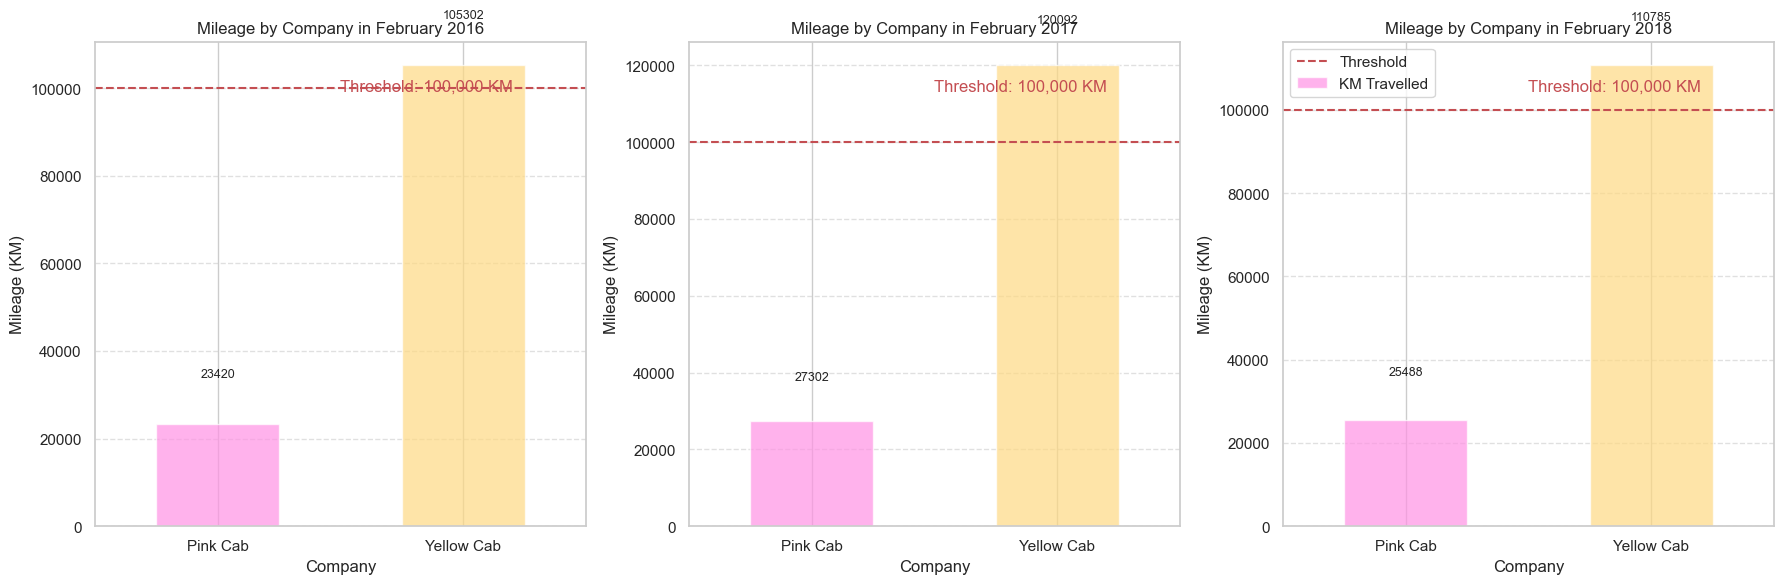 105302
Mileage by Company in February 2016
Threshold: 100,000 KM
100000
80000
60000
40000
20000
0
Mileage (KM)
23420
Pink Cab
Yellow Cab
Company
120092
Mileage by Company in February 2017
Threshold: 100,000 KM
120000
100000
80000
60000
40000
20000
0
Mileage (KM)
27302
Pink Cab
Yellow Cab
Company
110785
Mileage by Company in February 2018
Threshold
KM Travelled
Threshold: 100,000 KM
100000
80000
60000
40000
20000
0
Mileage (KM)
25488
Pink Cab
Yellow Cab
Company